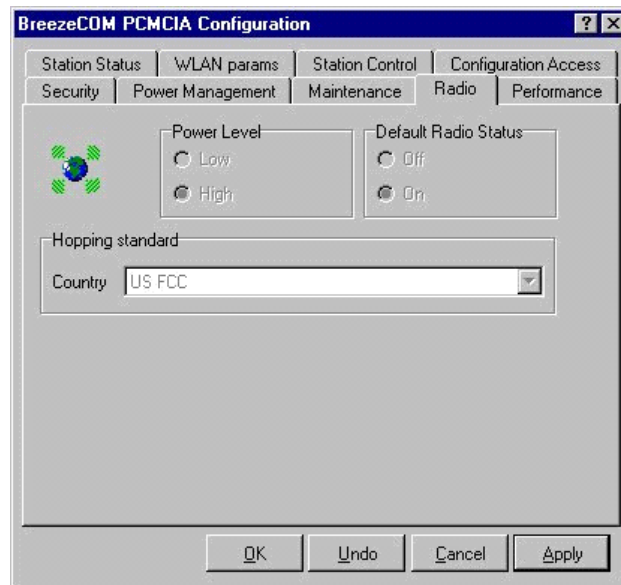 BreezeCOM PCMCIA Configuration
Station Status WLAN params Station Control Configuration Access
Security Power Management Maintenance Radio Performance
Power Level Default Radio Status
Low Off
High On
Hopping standard
Country US FCC
OK Undo Cancel Apply